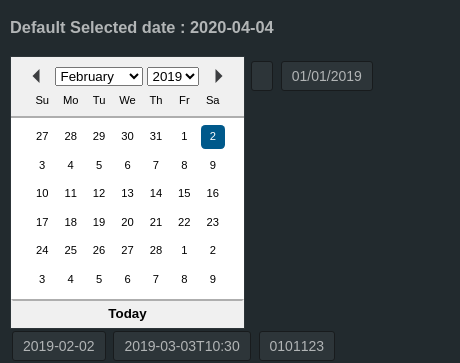 Default Selected date : 2020-04-04
February 2019
01/01/2019
Su Mo Tu We Th Fr Sa
27 28 29 30 31 1 2
3 4 5 6 7 8 9
10 11 12 13 14 15 16
17 18 19 20 21 22 23
24 25 26 27 28 1 2
3 4 5 6 7 8 9
Today
2019-02-02 2019-03-03T10:30 0101123